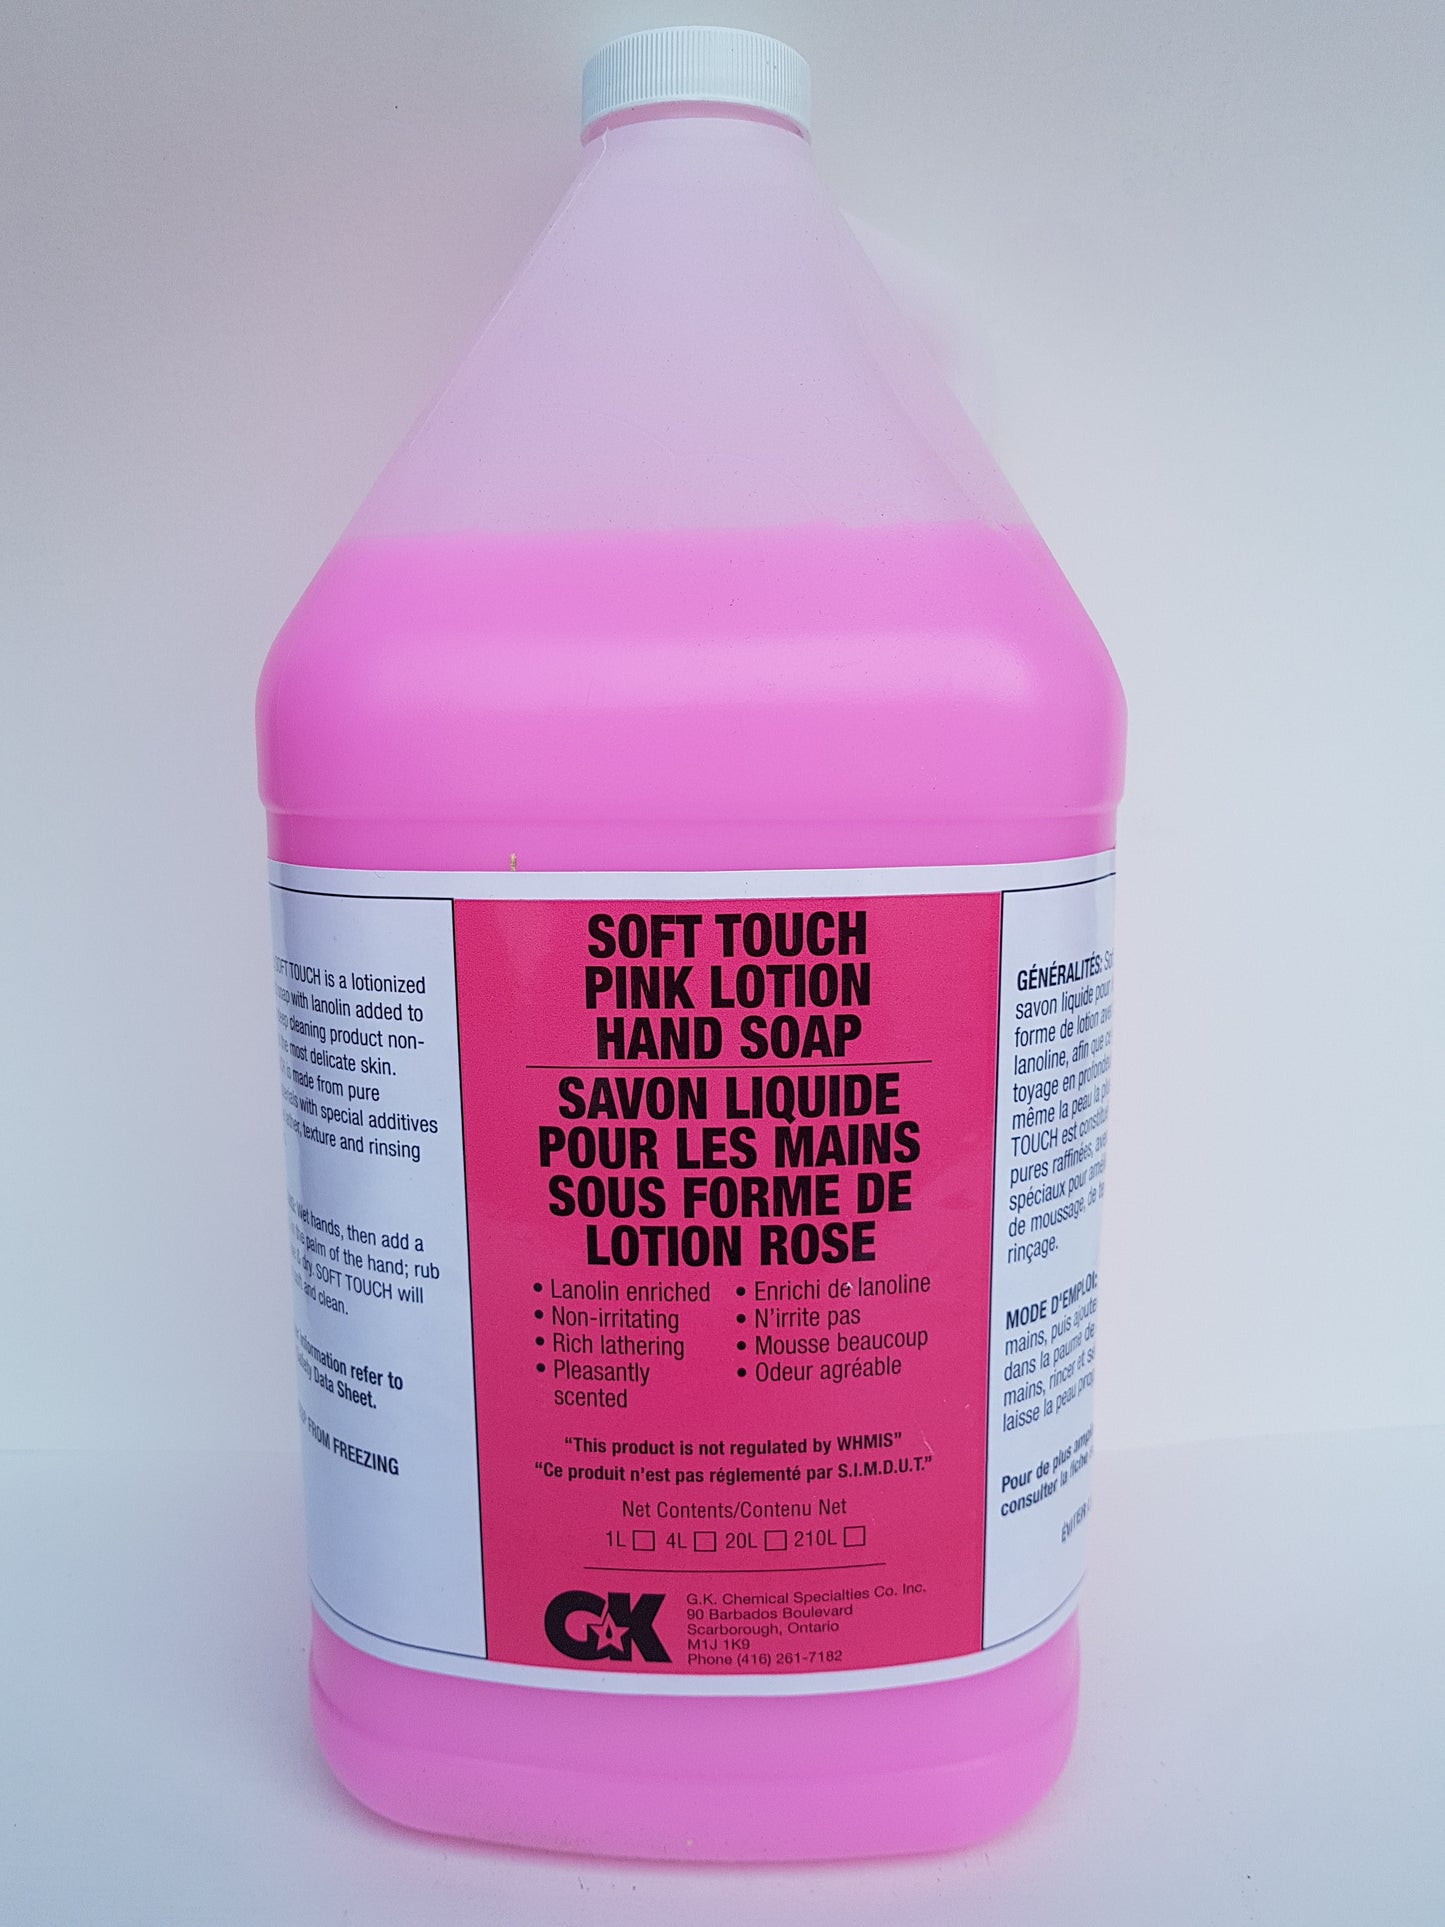 SOFT TOUCH
PINK LOTION
HAND SOAP
SAVON LIQUIDE
POUR LES MAINS
SOUS FORME DE
LOTION ROSE
• Lanolin enriched
• Non-irritating
• Rich lathering
• Pleasantly
scented
• Enrichi de lanoline
• N'irrite pas
• Mousse beaucoup
• Odeur agréable
"This product is not regulated by WHMIS"
"Ce produit n'est pas réglementé par S.I.M.D.U.T."
Net Contents/Contenu Net
1L 4L 20L 210L
GK
G.K. Chemical Specialties Co. Inc.
90 Barbados Boulevard
Scarborough, Ontario
M1J 1K9
Phone (416) 261-7182
TOUCH is a lotionized
with lanolin added to
cleaning product non-
most delicate skin.
is made from pure
with special additives
texture and rinsing
Wet hands, then add a
palm of the hand; rub
dry. SOFT TOUCH will
and clean.
information refer to
Data Sheet.
FROM FREEZING
GÉNÉRALITÉS:
savon liquide pour
forme de lotion
lanoline, afin que
toyage en
même la peau la
TOUCH est
pures raffinées,
spéciaux pour
de moussage, de
rinçage.
MODE D'EMPLOI:
mains, puis
dans la paume de
mains, rincer et
laisse la peau
Pour de plus
consulter la fiche